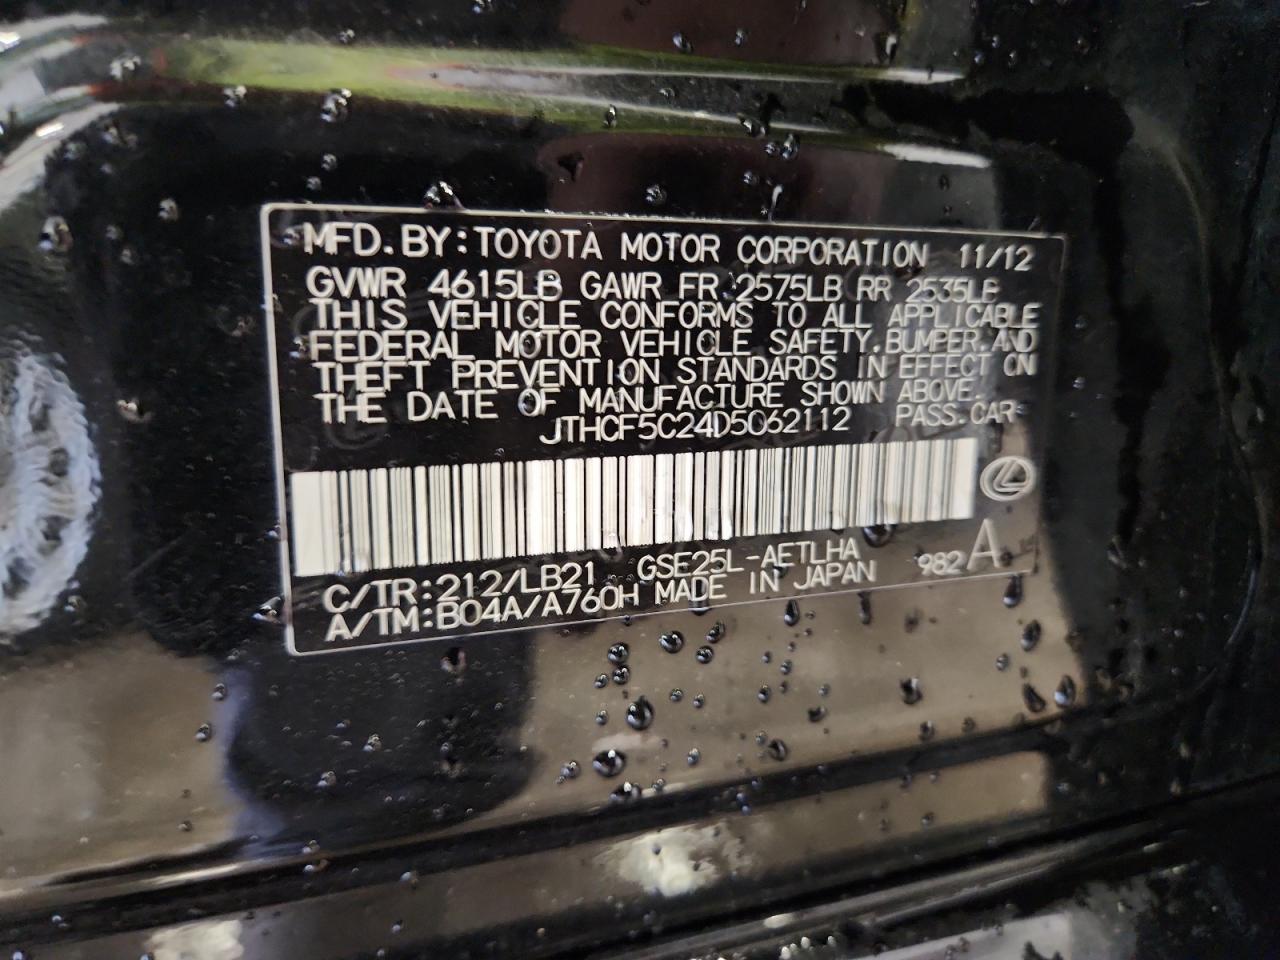 MFD.BY:TOYOTA MOTOR CORPORATION 11/12
GVWR 4615LB GAWR FR 2575LB RR 2535LB
THIS VEHICLE CONFORMS TO ALL APPLICABLE
FEDERAL MOTOR VEHICLE SAFETY,BUMPER,AND
THEFT PREVENTION STANDARDS IN EFFECT ON
THE DATE OF MANUFACTURE SHOWN ABOVE.
JTHCF5C24D5062112 PASS.CAR
C/TR:212/LB21 GSE25L-AETLHA 982 A
A/TM:B04A/A760H MADE IN JAPAN